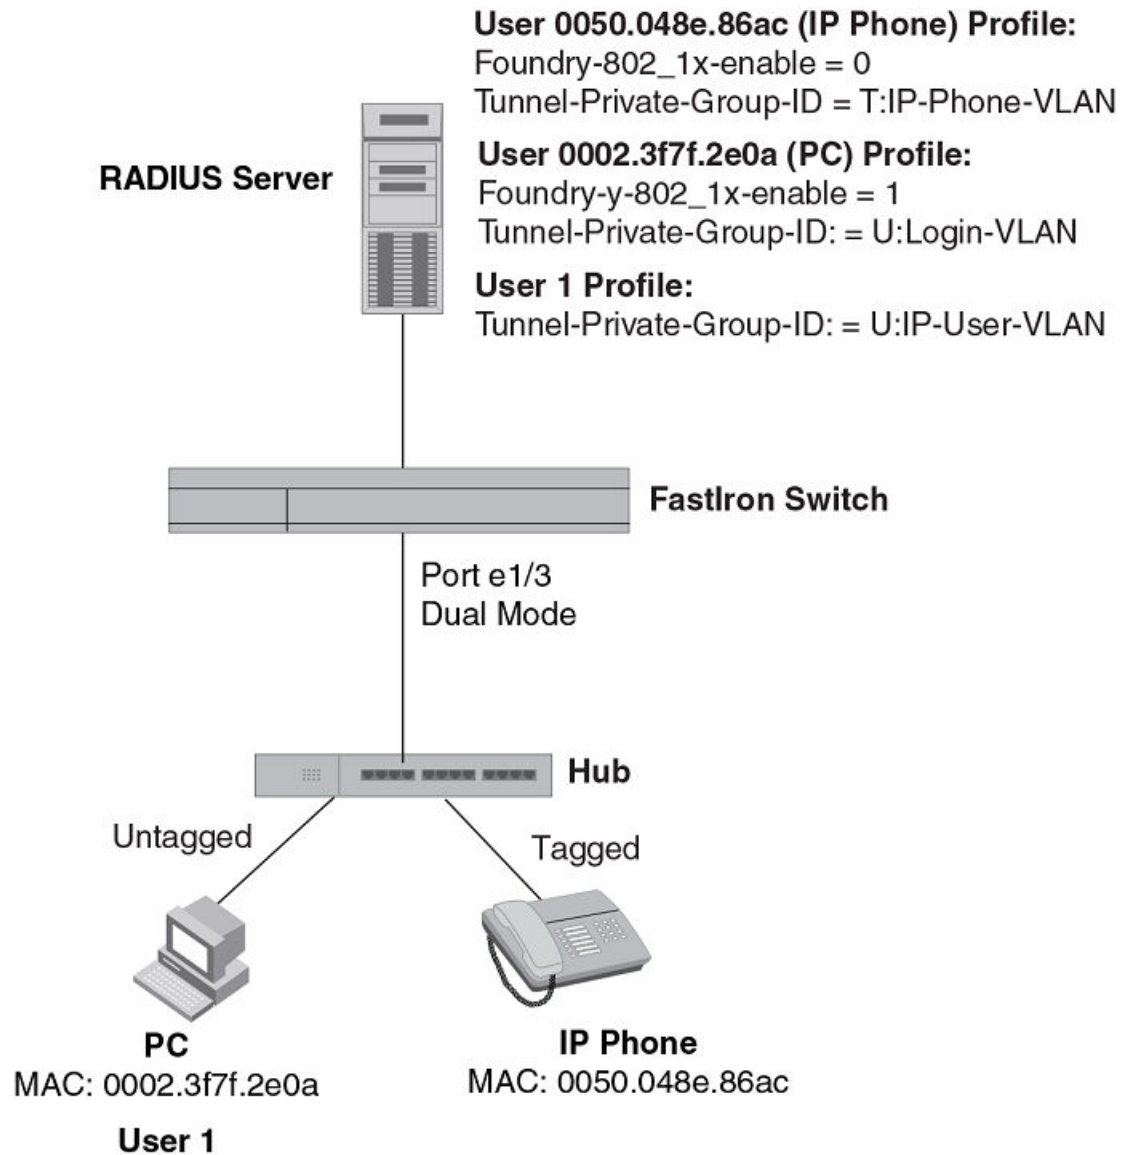 User 0050.048e.86ac (IP Phone) Profile:
Foundry-802_1x-enable = 0
Tunnel-Private-Group-ID = T:IP-Phone-VLAN
User 0002.3f7f.2e0a (PC) Profile:
Foundry-y-802_1x-enable = 1
Tunnel-Private-Group-ID: = U:Login-VLAN
User 1 Profile:
Tunnel-Private-Group-ID: = U:IP-User-VLAN
RADIUS Server
FastIron Switch
Port e1/3
Dual Mode
Hub
Untagged
Tagged
PC
MAC: 0002.3f7f.2e0a
User 1
IP Phone
MAC: 0050.048e.86ac